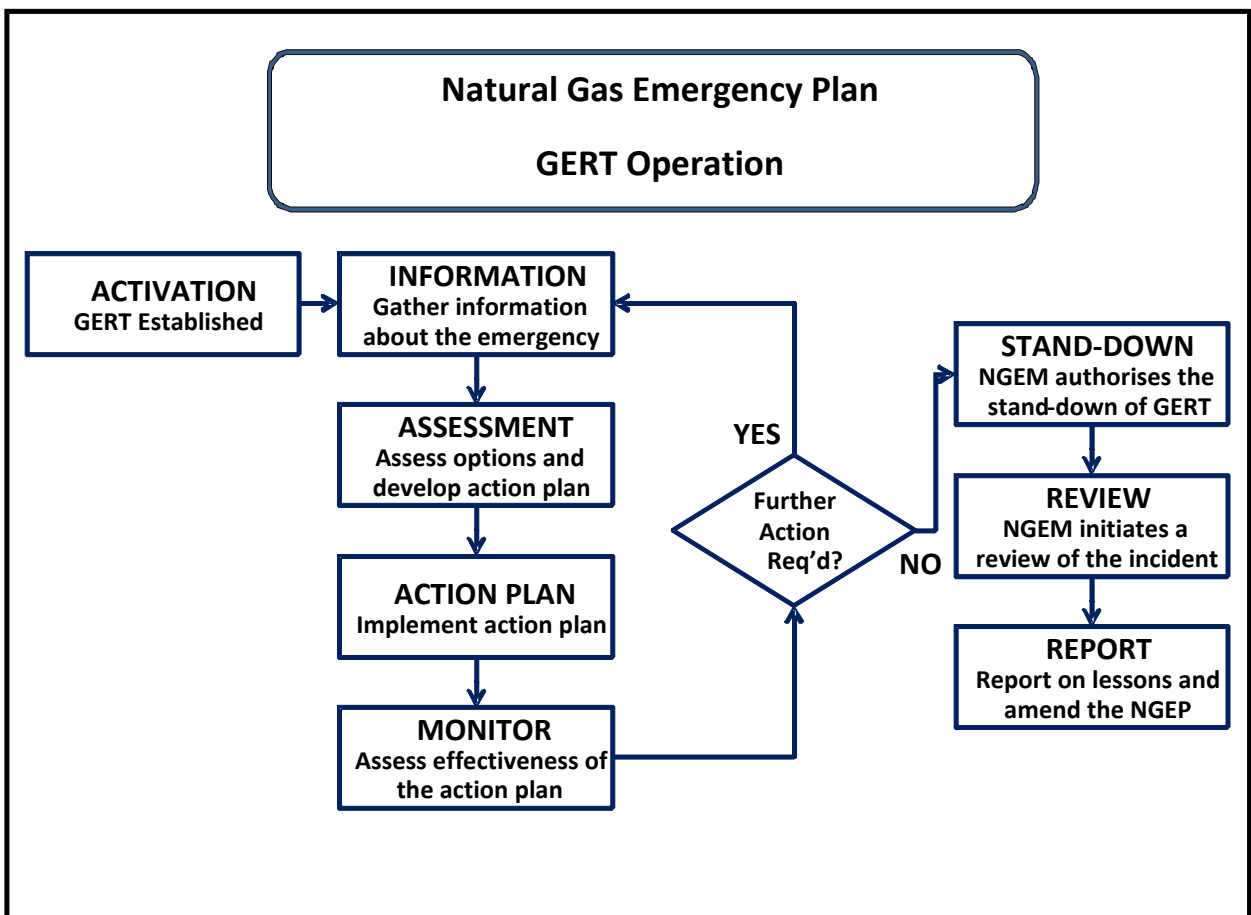 Natural Gas Emergency Plan
GERT Operation
ACTIVATION
GERT Established
INFORMATION
Gather information
about the emergency
ASSESSMENT
Assess options and
develop action plan
ACTION PLAN
Implement action plan
MONITOR
Assess effectiveness of
the action plan
YES
Further
Action
Req'd?
NO
STAND-DOWN
NGEM authorises the
stand-down of GERT
REVIEW
NGEM initiates a
review of the incident
REPORT
Report on lessons and
amend the NGEP